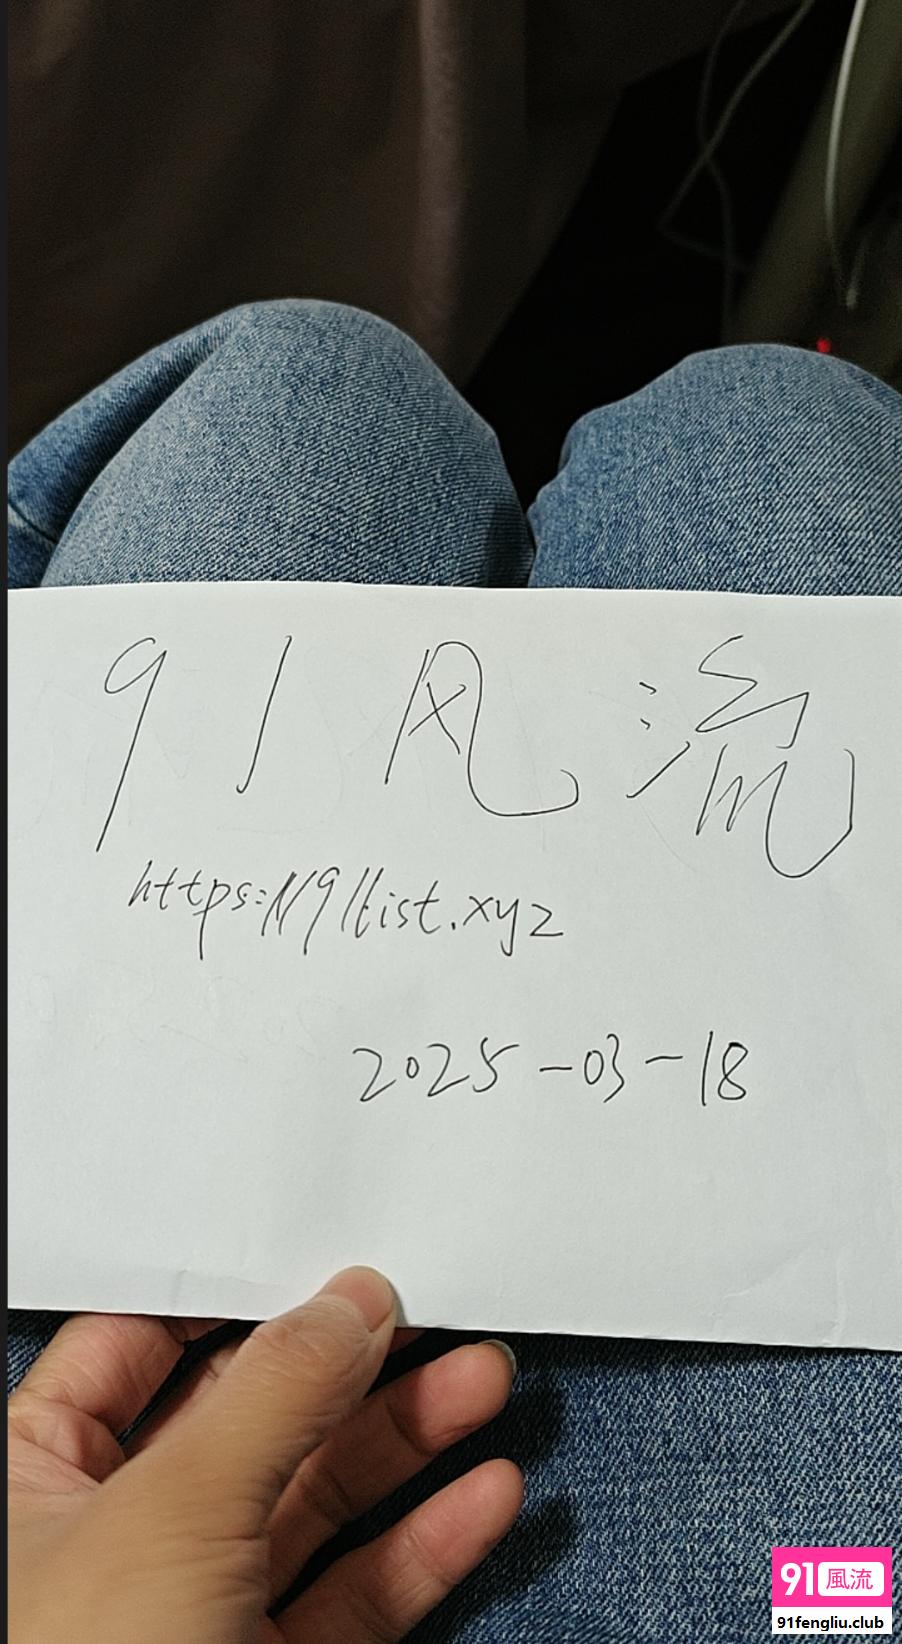 91风流
https://91list.xyz
2025-03-18
91風流
91fengliu.club